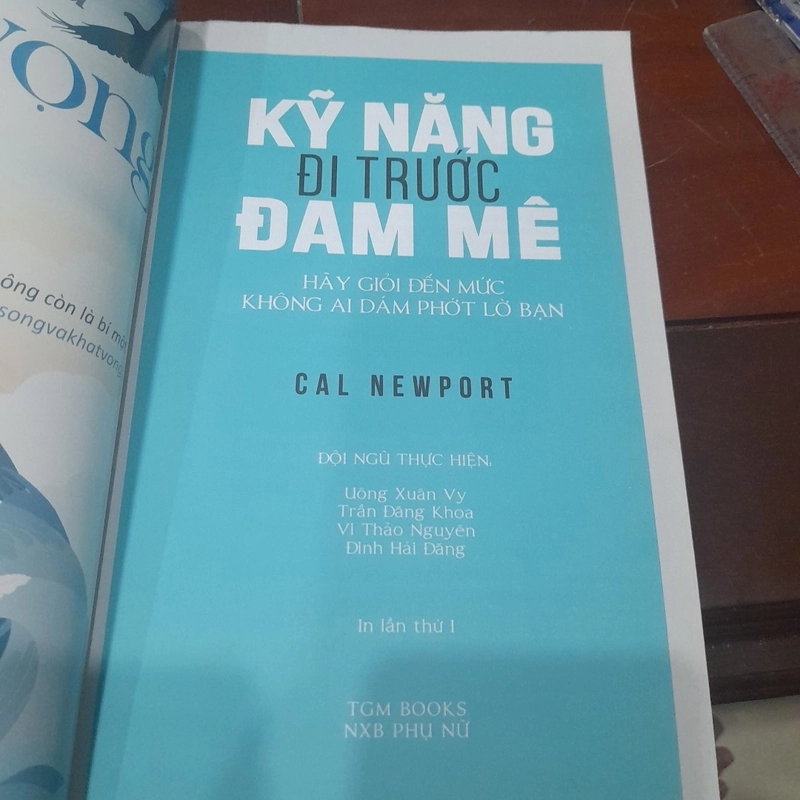 vọng
ông còn là bí mật
songvakhatvong
KỸ NĂNG
ĐI TRƯỚC
ĐAM MÊ
HÃY GIỎI ĐẾN MỨC
KHÔNG AI DÁM PHỚT LỜ BẠN
CAL NEWPORT
ĐỘI NGŨ THỰC HIỆN:
Uông Xuân Vy
Trần Đăng Khoa
Vi Thảo Nguyên
Đinh Hải Đăng
In lần thứ 1
TGM BOOKS
NXB PHỤ NỮ